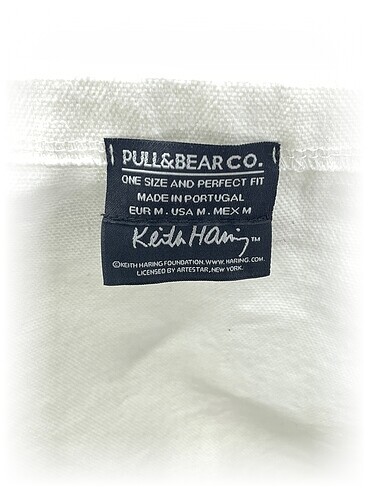 PULL&BEAR CO.
ONE SIZE AND PERFECT FIT
MADE IN PORTUGAL
EUR M . USA M . MEX M
Keith Haring™
©KEITH HARING FOUNDATION. WWW. HARING. COM.
LICENSED BY ARTESTAR, NEW YORK.